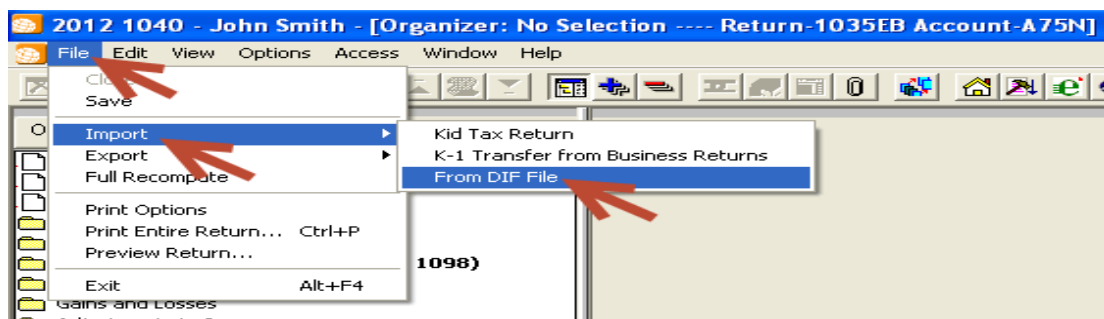 2012 1040 - John Smith - [Organizer: No Selection ---- Return-1035EB Account-A75N]
File Edit View Options Access Window Help
Save
Import
Kid Tax Return
Export
K-1 Transfer from Business Returns
Full Recompute
From DIF File
Print Options
Print Entire Return... Ctrl+P
Preview Return...
1098)
Exit Alt+F4
Gains and Losses